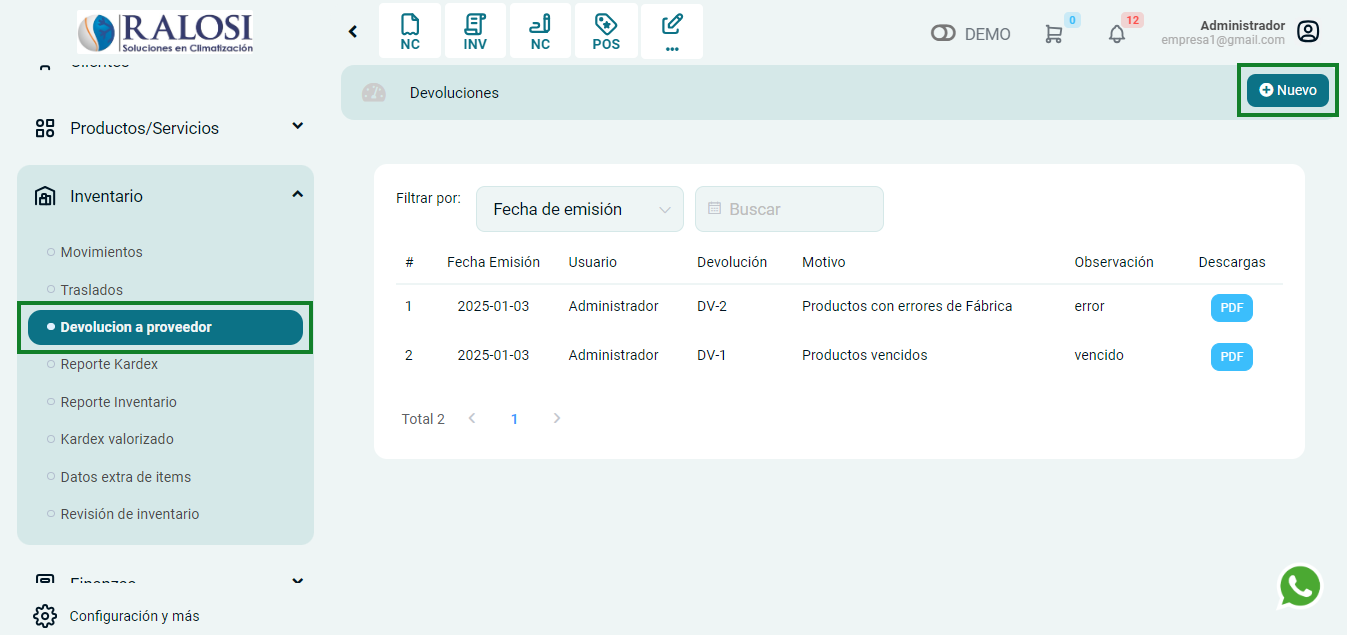 RALOSI
Soluciones en Climatización
NC
INV
NC
POS
...
DEMO
0
12
Administrador
empresa1@gmail.com
Clientes
Productos/Servicios
Inventario
Movimientos
Traslados
Devolucion a proveedor
Reporte Kardex
Reporte Inventario
Kardex valorizado
Datos extra de items
Revisión de inventario
Finanzas
Configuración y más
Devoluciones
Nuevo
Filtrar por:
Fecha de emisión
Buscar
# Fecha Emisión Usuario Devolución Motivo Observación Descargas
1 2025-01-03 Administrador DV-2 Productos con errores de Fábrica error PDF
2 2025-01-03 Administrador DV-1 Productos vencidos vencido PDF
Total 2 1